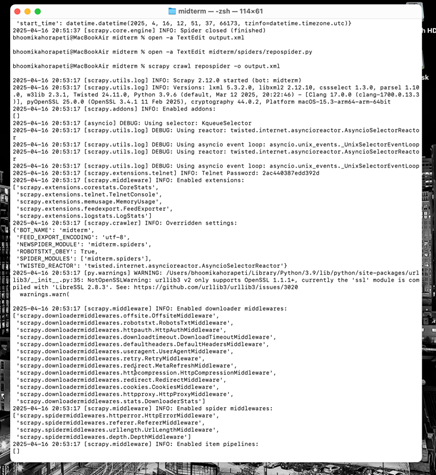 midterm — -zsh — 104×61
'start_time': datetime.datetime(2025, 4, 16, 12, 51, 37, 66173, tzinfo=datetime.timezone.utc)}
2025-04-16 20:51:37 [scrapy.core.engine] INFO: Spider closed (finished)
bhoomikahorapeti@MacBookAir midterm % open -a TextEdit output.xml

bhoomikahorapeti@MacBookAir midterm % open -a TextEdit midterm/spiders/repospider.py

bhoomikahorapeti@MacBookAir midterm % scrapy crawl repospider -o output.xml

2025-04-16 20:53:17 [scrapy.utils.log] INFO: Scrapy 2.12.0 started (bot: midterm)
2025-04-16 20:53:17 [scrapy.utils.log] INFO: Versions: lxml 5.3.2.0, libxml2 2.12.10, cssselect 1.3.0, parsel 1.10.0, w3lib 2.3.1, Twisted 24.11.0, Python 3.9.6 (default, Mar 12 2025, 20:22:46) - [Clang 17.0.0 (clang-1700.0.13.3)], pyOpenSSL 25.0.0 (OpenSSL 3.4.1 11 Feb 2025), cryptography 44.0.2, Platform macOS-15.3-arm64-arm-64bit
2025-04-16 20:53:17 [scrapy.addons] INFO: Enabled addons:
[]
2025-04-16 20:53:17 [asyncio] DEBUG: Using selector: KqueueSelector
2025-04-16 20:53:17 [scrapy.utils.log] DEBUG: Using reactor: twisted.internet.asyncioreactor.AsyncioSelectorReactor
2025-04-16 20:53:17 [scrapy.utils.log] DEBUG: Using asyncio event loop: asyncio.unix_events._UnixSelectorEventLoop
2025-04-16 20:53:17 [scrapy.utils.log] DEBUG: Using reactor: twisted.internet.asyncioreactor.AsyncioSelectorReactor
2025-04-16 20:53:17 [scrapy.utils.log] DEBUG: Using asyncio event loop: asyncio.unix_events._UnixSelectorEventLoop
2025-04-16 20:53:17 [scrapy.extensions.telnet] INFO: Telnet Password: 2ac440387edd392d
2025-04-16 20:53:17 [scrapy.middleware] INFO: Enabled extensions:
['scrapy.extensions.corestats.CoreStats',
'scrapy.extensions.telnet.TelnetConsole',
'scrapy.extensions.memusage.MemoryUsage',
'scrapy.extensions.feedexport.FeedExporter',
'scrapy.extensions.logstats.LogStats']
2025-04-16 20:53:17 [scrapy.crawler] INFO: Overridden settings:
{'BOT_NAME': 'midterm',
'FEED_EXPORT_ENCODING': 'utf-8',
'NEWSPIDER_MODULE': 'midterm.spiders',
'ROBOTSTXT_OBEY': True,
'SPIDER_MODULES': ['midterm.spiders'],
'TWISTED_REACTOR': 'twisted.internet.asyncioreactor.AsyncioSelectorReactor'}
2025-04-16 20:53:17 [py.warnings] WARNING: /Users/bhoomikahorapeti/Library/Python/3.9/lib/python/site-packages/urllib3/__init__.py:35: NotOpenSSLWarning: urllib3 v2 only supports OpenSSL 1.1.1+, currently the 'ssl' module is compiled with 'LibreSSL 2.8.3'. See: https://github.com/urllib3/urllib3/issues/3020
warnings.warn(

2025-04-16 20:53:17 [scrapy.middleware] INFO: Enabled downloader middlewares:
['scrapy.downloadermiddlewares.offsite.OffsiteMiddleware',
'scrapy.downloadermiddlewares.robotstxt.RobotsTxtMiddleware',
'scrapy.downloadermiddlewares.httpauth.HttpAuthMiddleware',
'scrapy.downloadermiddlewares.downloadtimeout.DownloadTimeoutMiddleware',
'scrapy.downloadermiddlewares.defaultheaders.DefaultHeadersMiddleware',
'scrapy.downloadermiddlewares.useragent.UserAgentMiddleware',
'scrapy.downloadermiddlewares.retry.RetryMiddleware',
'scrapy.downloadermiddlewares.redirect.MetaRefreshMiddleware',
'scrapy.downloadermiddlewares.httpcompression.HttpCompressionMiddleware',
'scrapy.downloadermiddlewares.redirect.RedirectMiddleware',
'scrapy.downloadermiddlewares.cookies.CookiesMiddleware',
'scrapy.downloadermiddlewares.httpproxy.HttpProxyMiddleware',
'scrapy.downloadermiddlewares.stats.DownloaderStats']
2025-04-16 20:53:17 [scrapy.middleware] INFO: Enabled spider middlewares:
['scrapy.spidermiddlewares.httperror.HttpErrorMiddleware',
'scrapy.spidermiddlewares.referer.RefererMiddleware',
'scrapy.spidermiddlewares.urllength.UrlLengthMiddleware',
'scrapy.spidermiddlewares.depth.DepthMiddleware']
2025-04-16 20:53:17 [scrapy.middleware] INFO: Enabled item pipelines:
[]